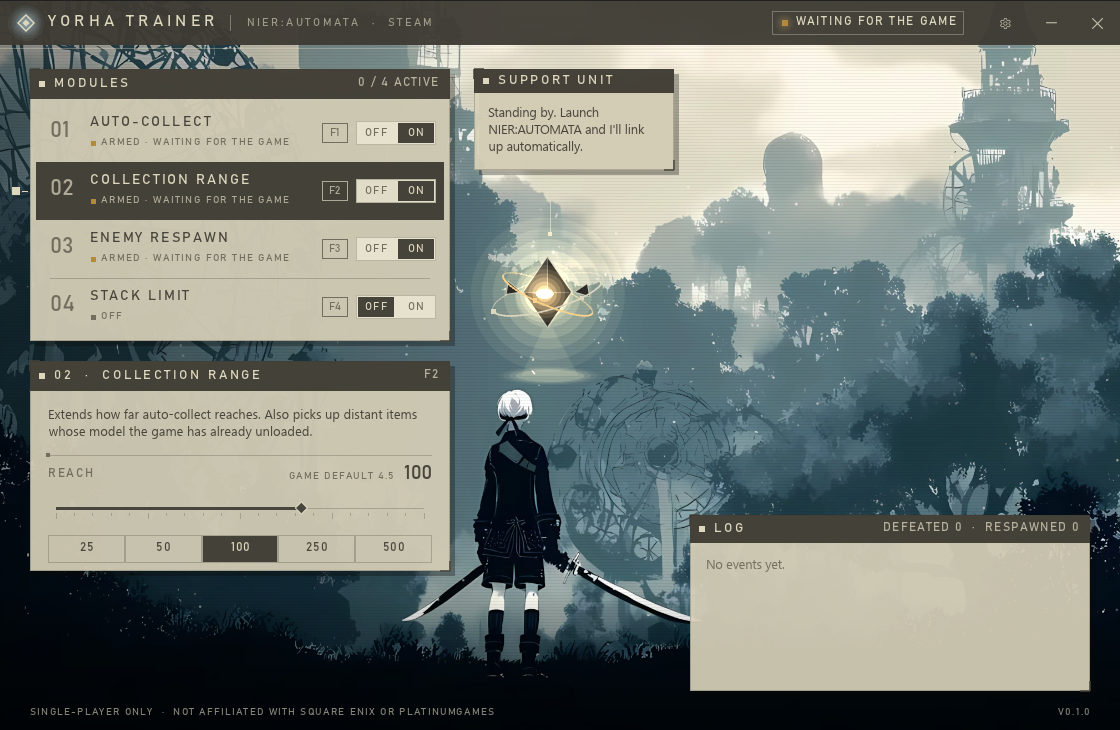 YORHA TRAINER
NIER:AUTOMATA · STEAM
WAITING FOR THE GAME
MODULES
0 / 4 ACTIVE
01
AUTO-COLLECT
ARMED · WAITING FOR THE GAME
F1
OFF
ON
02
COLLECTION RANGE
ARMED · WAITING FOR THE GAME
F2
OFF
ON
03
ENEMY RESPAWN
ARMED · WAITING FOR THE GAME
F3
OFF
ON
04
STACK LIMIT
OFF
F4
OFF
ON
SUPPORT UNIT
Standing by. Launch
NIER:AUTOMATA and I'll link
up automatically.
02 · COLLECTION RANGE
F2
Extends how far auto-collect reaches. Also picks up distant items
whose model the game has already unloaded.
REACH
GAME DEFAULT 4.5
100
25
50
100
250
500
LOG
DEFEATED 0 · RESPAWNED 0
No events yet.
SINGLE-PLAYER ONLY · NOT AFFILIATED WITH SQUARE ENIX OR PLATINUMGAMES
V0.1.0